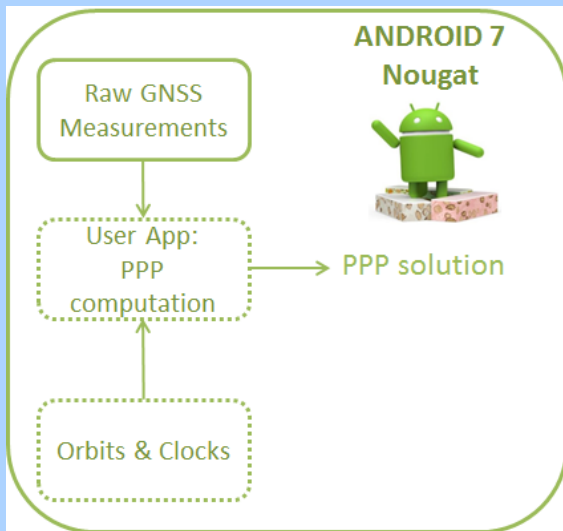 ANDROID 7
Nougat
Raw GNSS
Measurements
User App:
PPP
computation
PPP solution
Orbits & Clocks